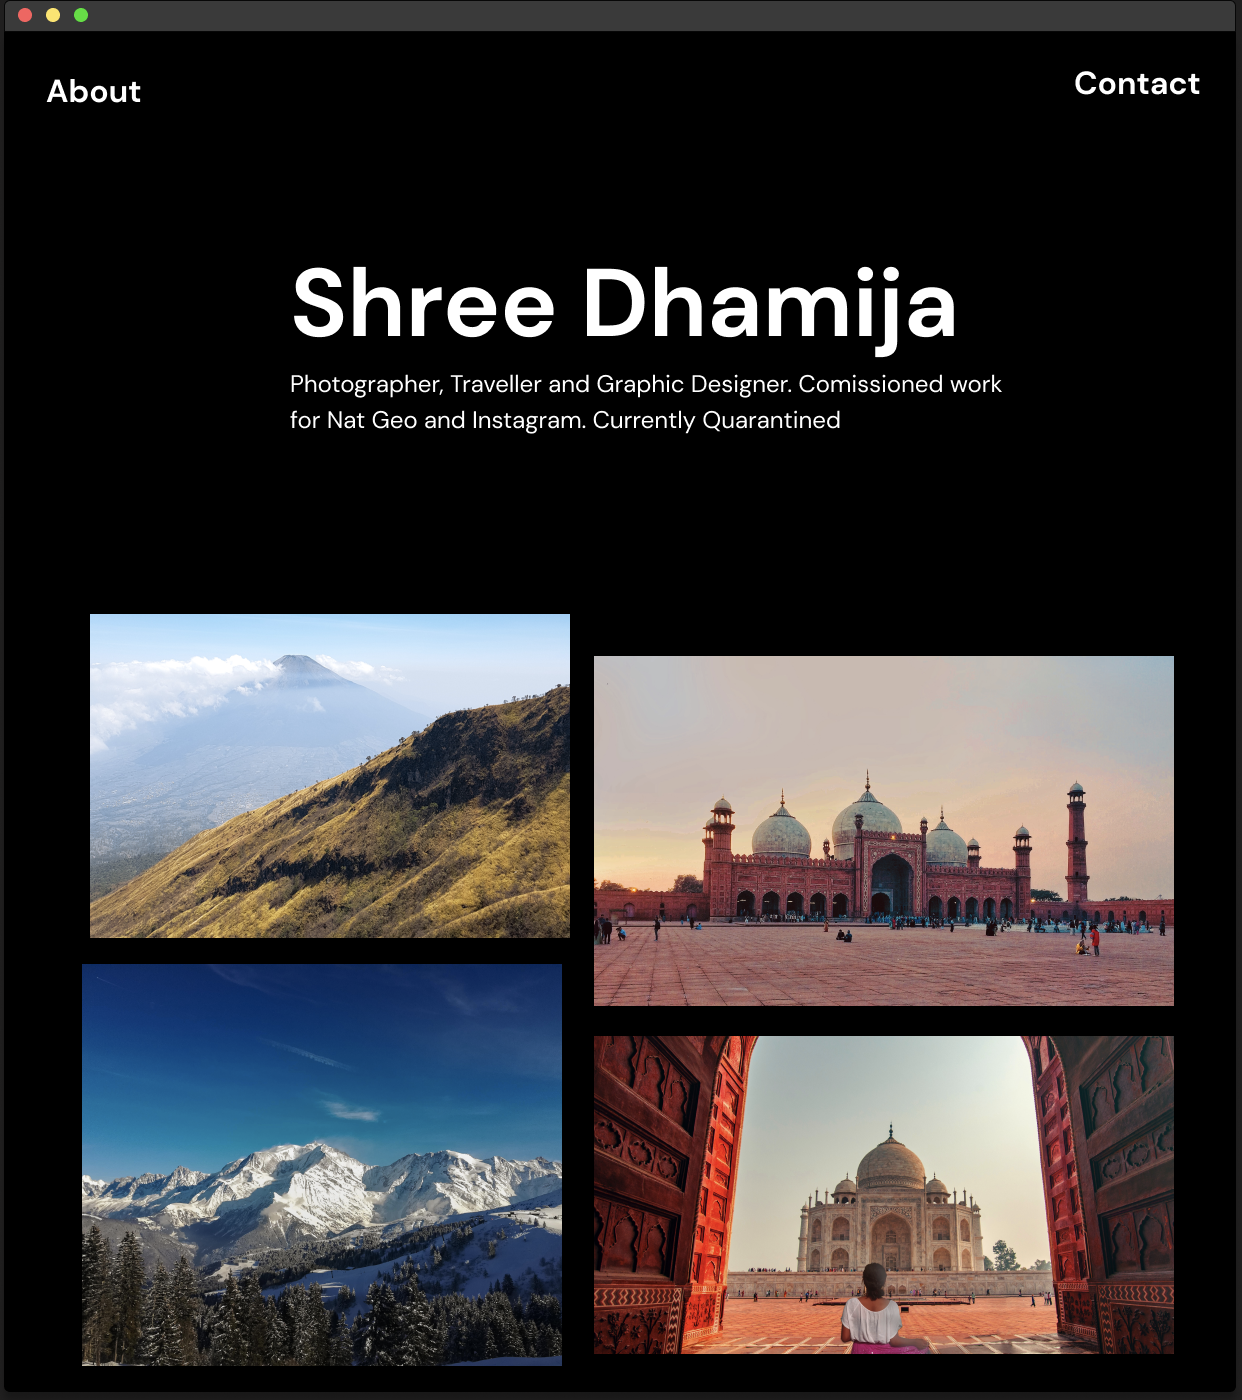 About
Contact
Shree Dhamija
Photographer, Traveller and Graphic Designer. Comissioned work
for Nat Geo and Instagram. Currently Quarantined